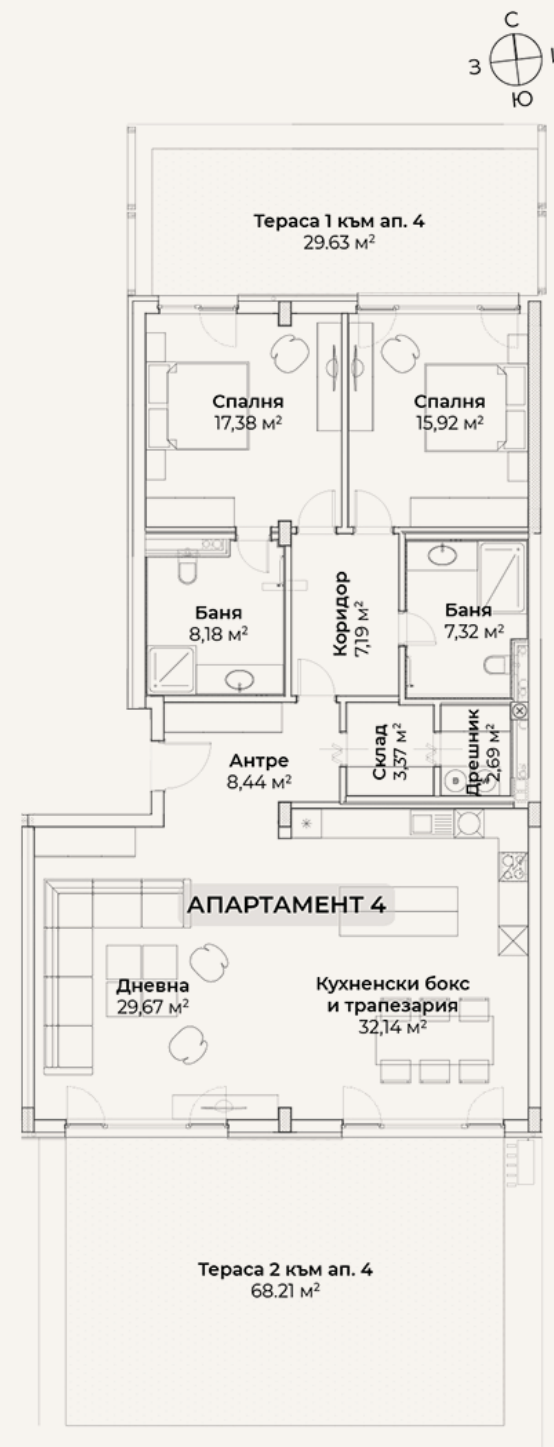 С
З
Ю
Тераса 1 към ап. 4
29.63 м²
Спалня
17,38 м²
Спалня
15,92 м²
Баня
8,18 м²
Коридор
7,19 м²
Баня
7,32 м²
Антре
8,44 м²
Склад
3,37 м²
Дрешник
2,69 м²
АПАРТАМЕНТ 4
Дневна
29,67 м²
Кухненски бокс
и трапезария
32,14 м²
Тераса 2 към ап. 4
68.21 м²